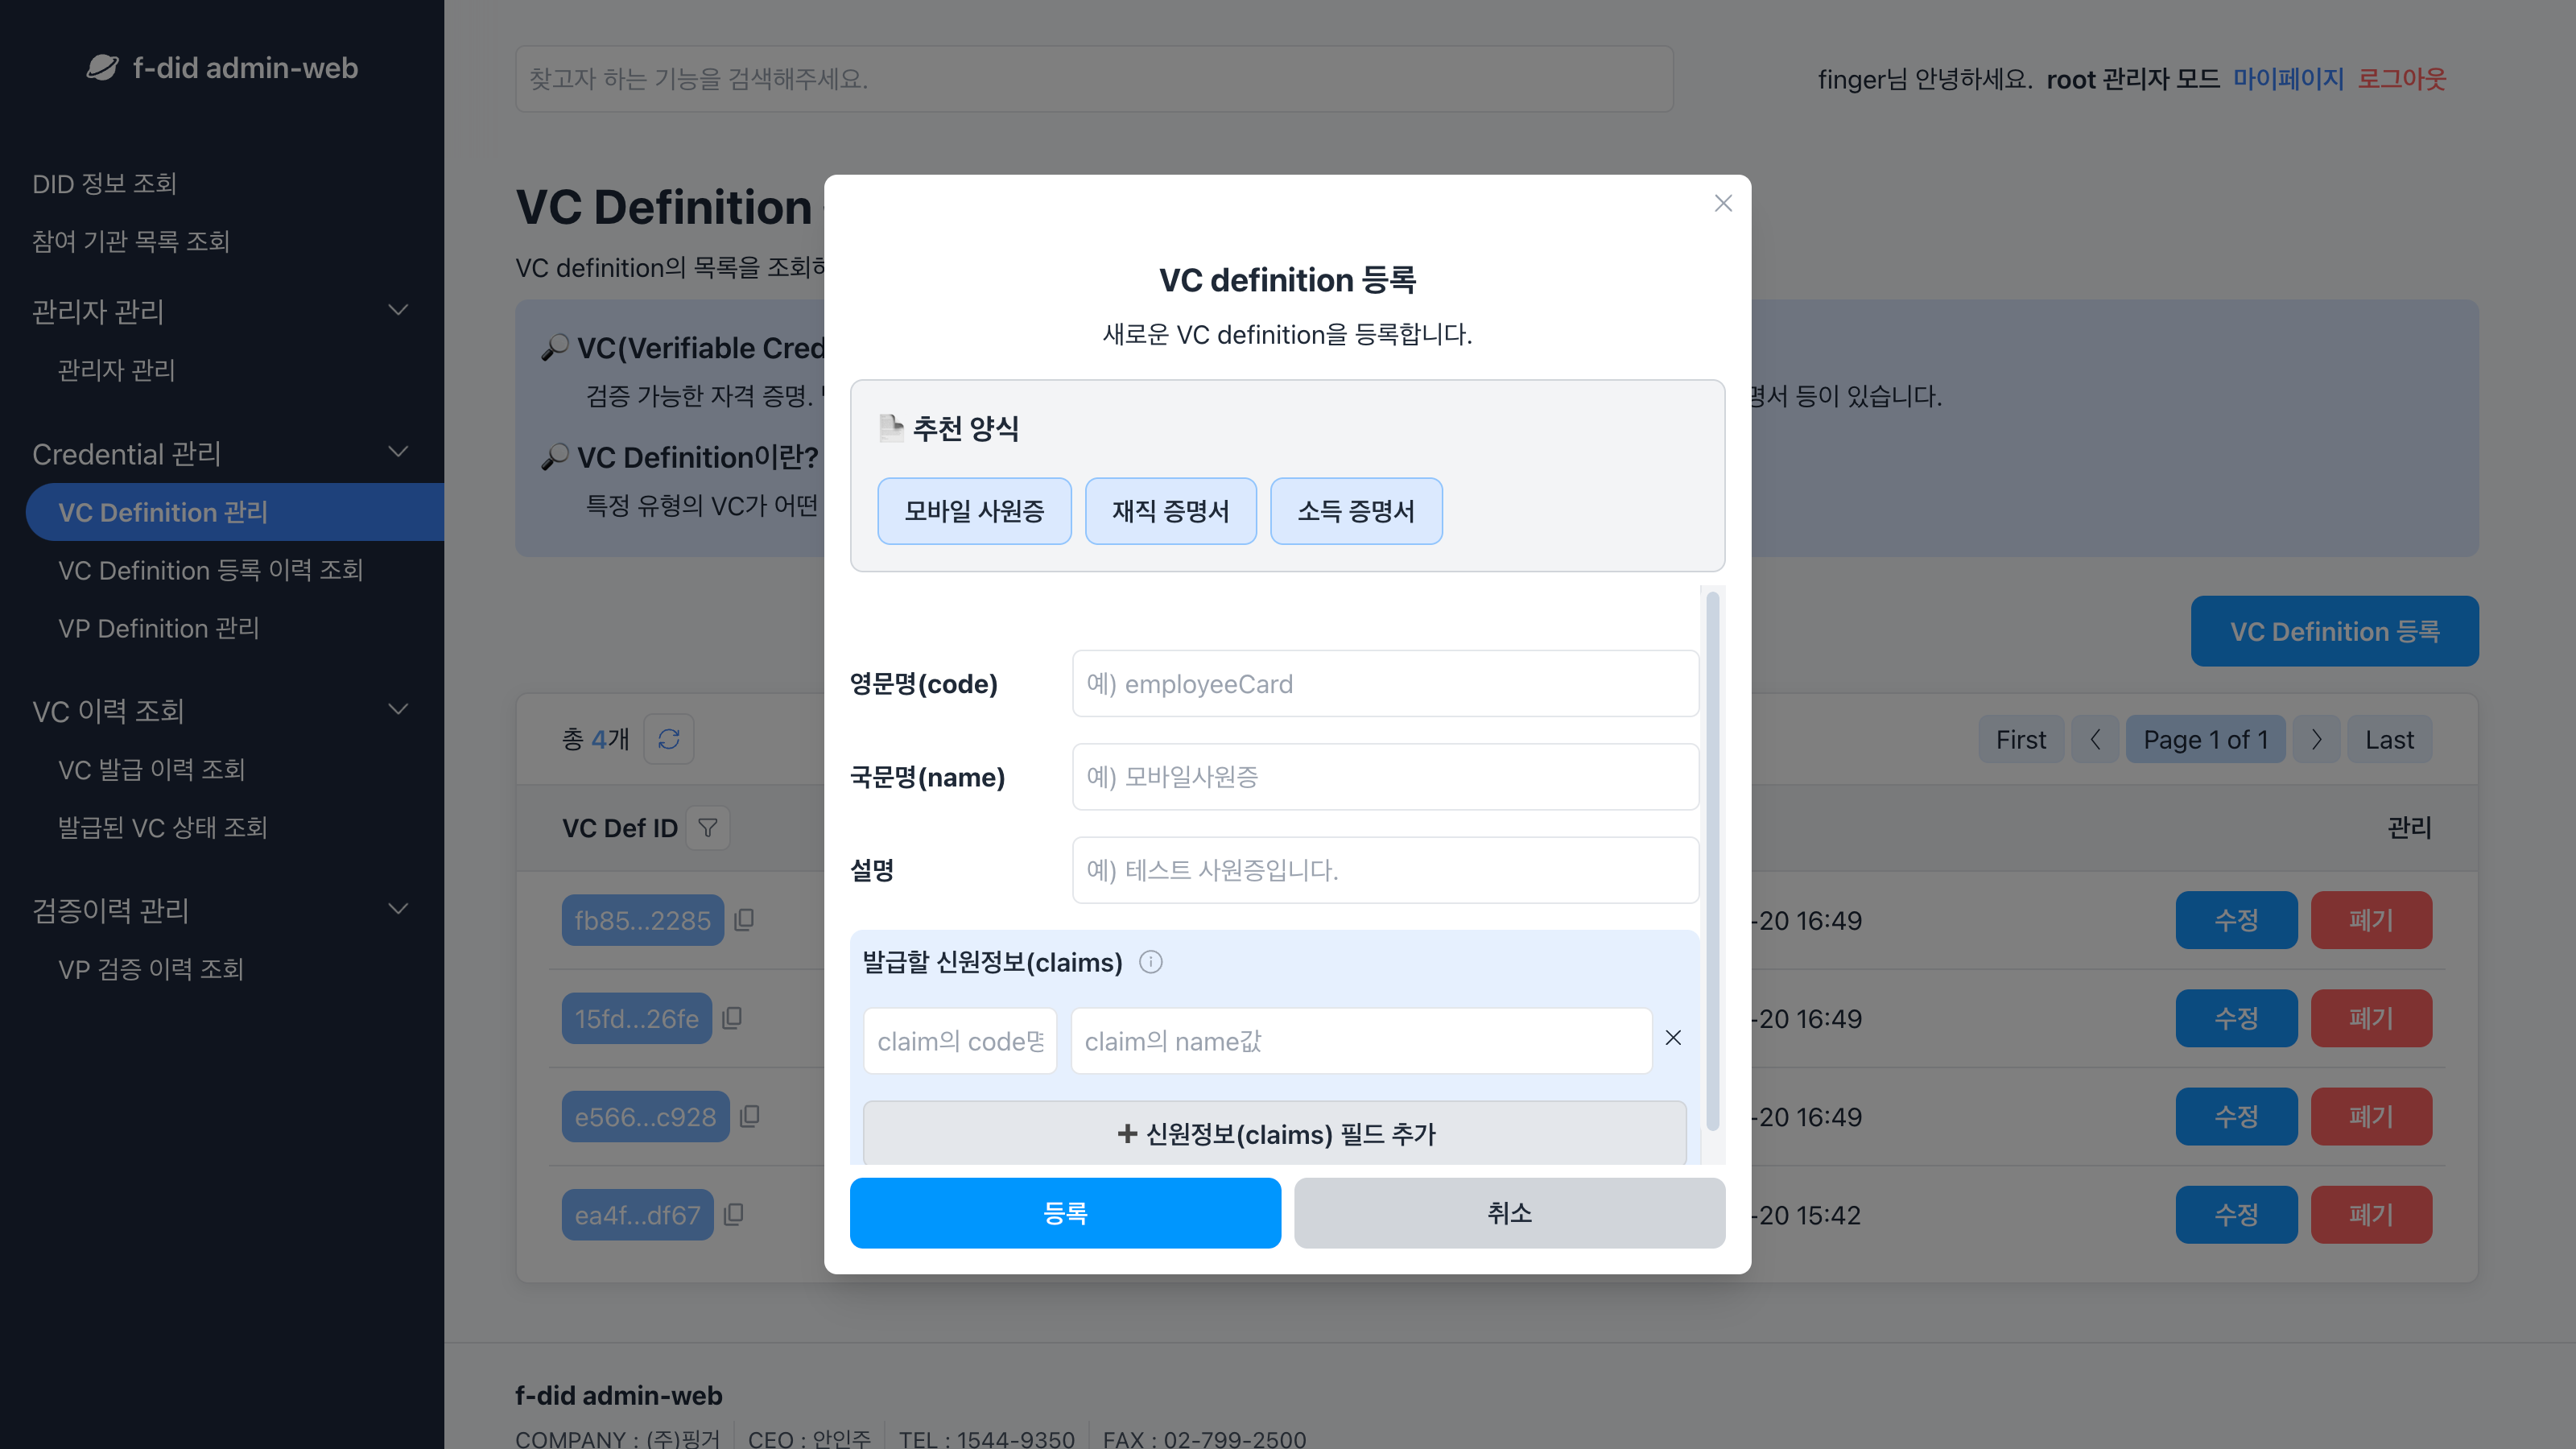 f-did admin-web
DID 정보 조회
참여 기관 목록 조회
관리자 관리
관리자 관리
Credential 관리
VC Definition 관리
VC Definition 등록 이력 조회
VP Definition 관리
VC 이력 조회
VC 발급 이력 조회
발급된 VC 상태 조회
검증이력 관리
VP 검증 이력 조회
찾고자 하는 기능을 검색해주세요.
finger님 안녕하세요. root 관리자 모드 마이페이지 로그아웃
VC Definition
VC definition의 목록을 조회
VC(Verifiable Cred
검증 가능한 자격 증명.
명서 등이 있습니다.
VC Definition이란?
특정 유형의 VC가 어떤
VC Definition 등록
총 4개
First
Page 1 of 1
Last
VC Def ID
관리
fb85...2285
-20 16:49
수정 폐기
15fd...26fe
-20 16:49
수정 폐기
e566...c928
-20 16:49
수정 폐기
ea4f...df67
-20 15:42
수정 폐기
VC definition 등록
새로운 VC definition을 등록합니다.
추천 양식
모바일 사원증 재직 증명서 소득 증명서
영문명(code) 예) employeeCard
국문명(name) 예) 모바일사원증
설명 예) 테스트 사원증입니다.
발급할 신원정보(claims)
claim의 code명 claim의 name값
+ 신원정보(claims) 필드 추가
등록 취소
f-did admin-web
COMPANY : (주)핑거 CEO : 안인주 TEL : 1544-9350 FAX : 02-799-2500